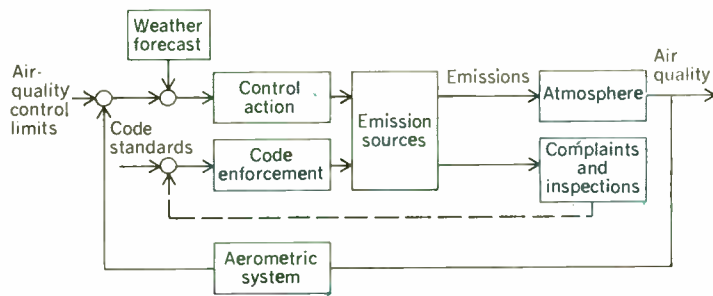 Weather
forecast
Air-
quality
control
limits
Control
action
Emission
sources
Emissions
Atmosphere
Air
quality
Code
standards
Code
enforcement
Complaints
and
inspections
Aerometric
system